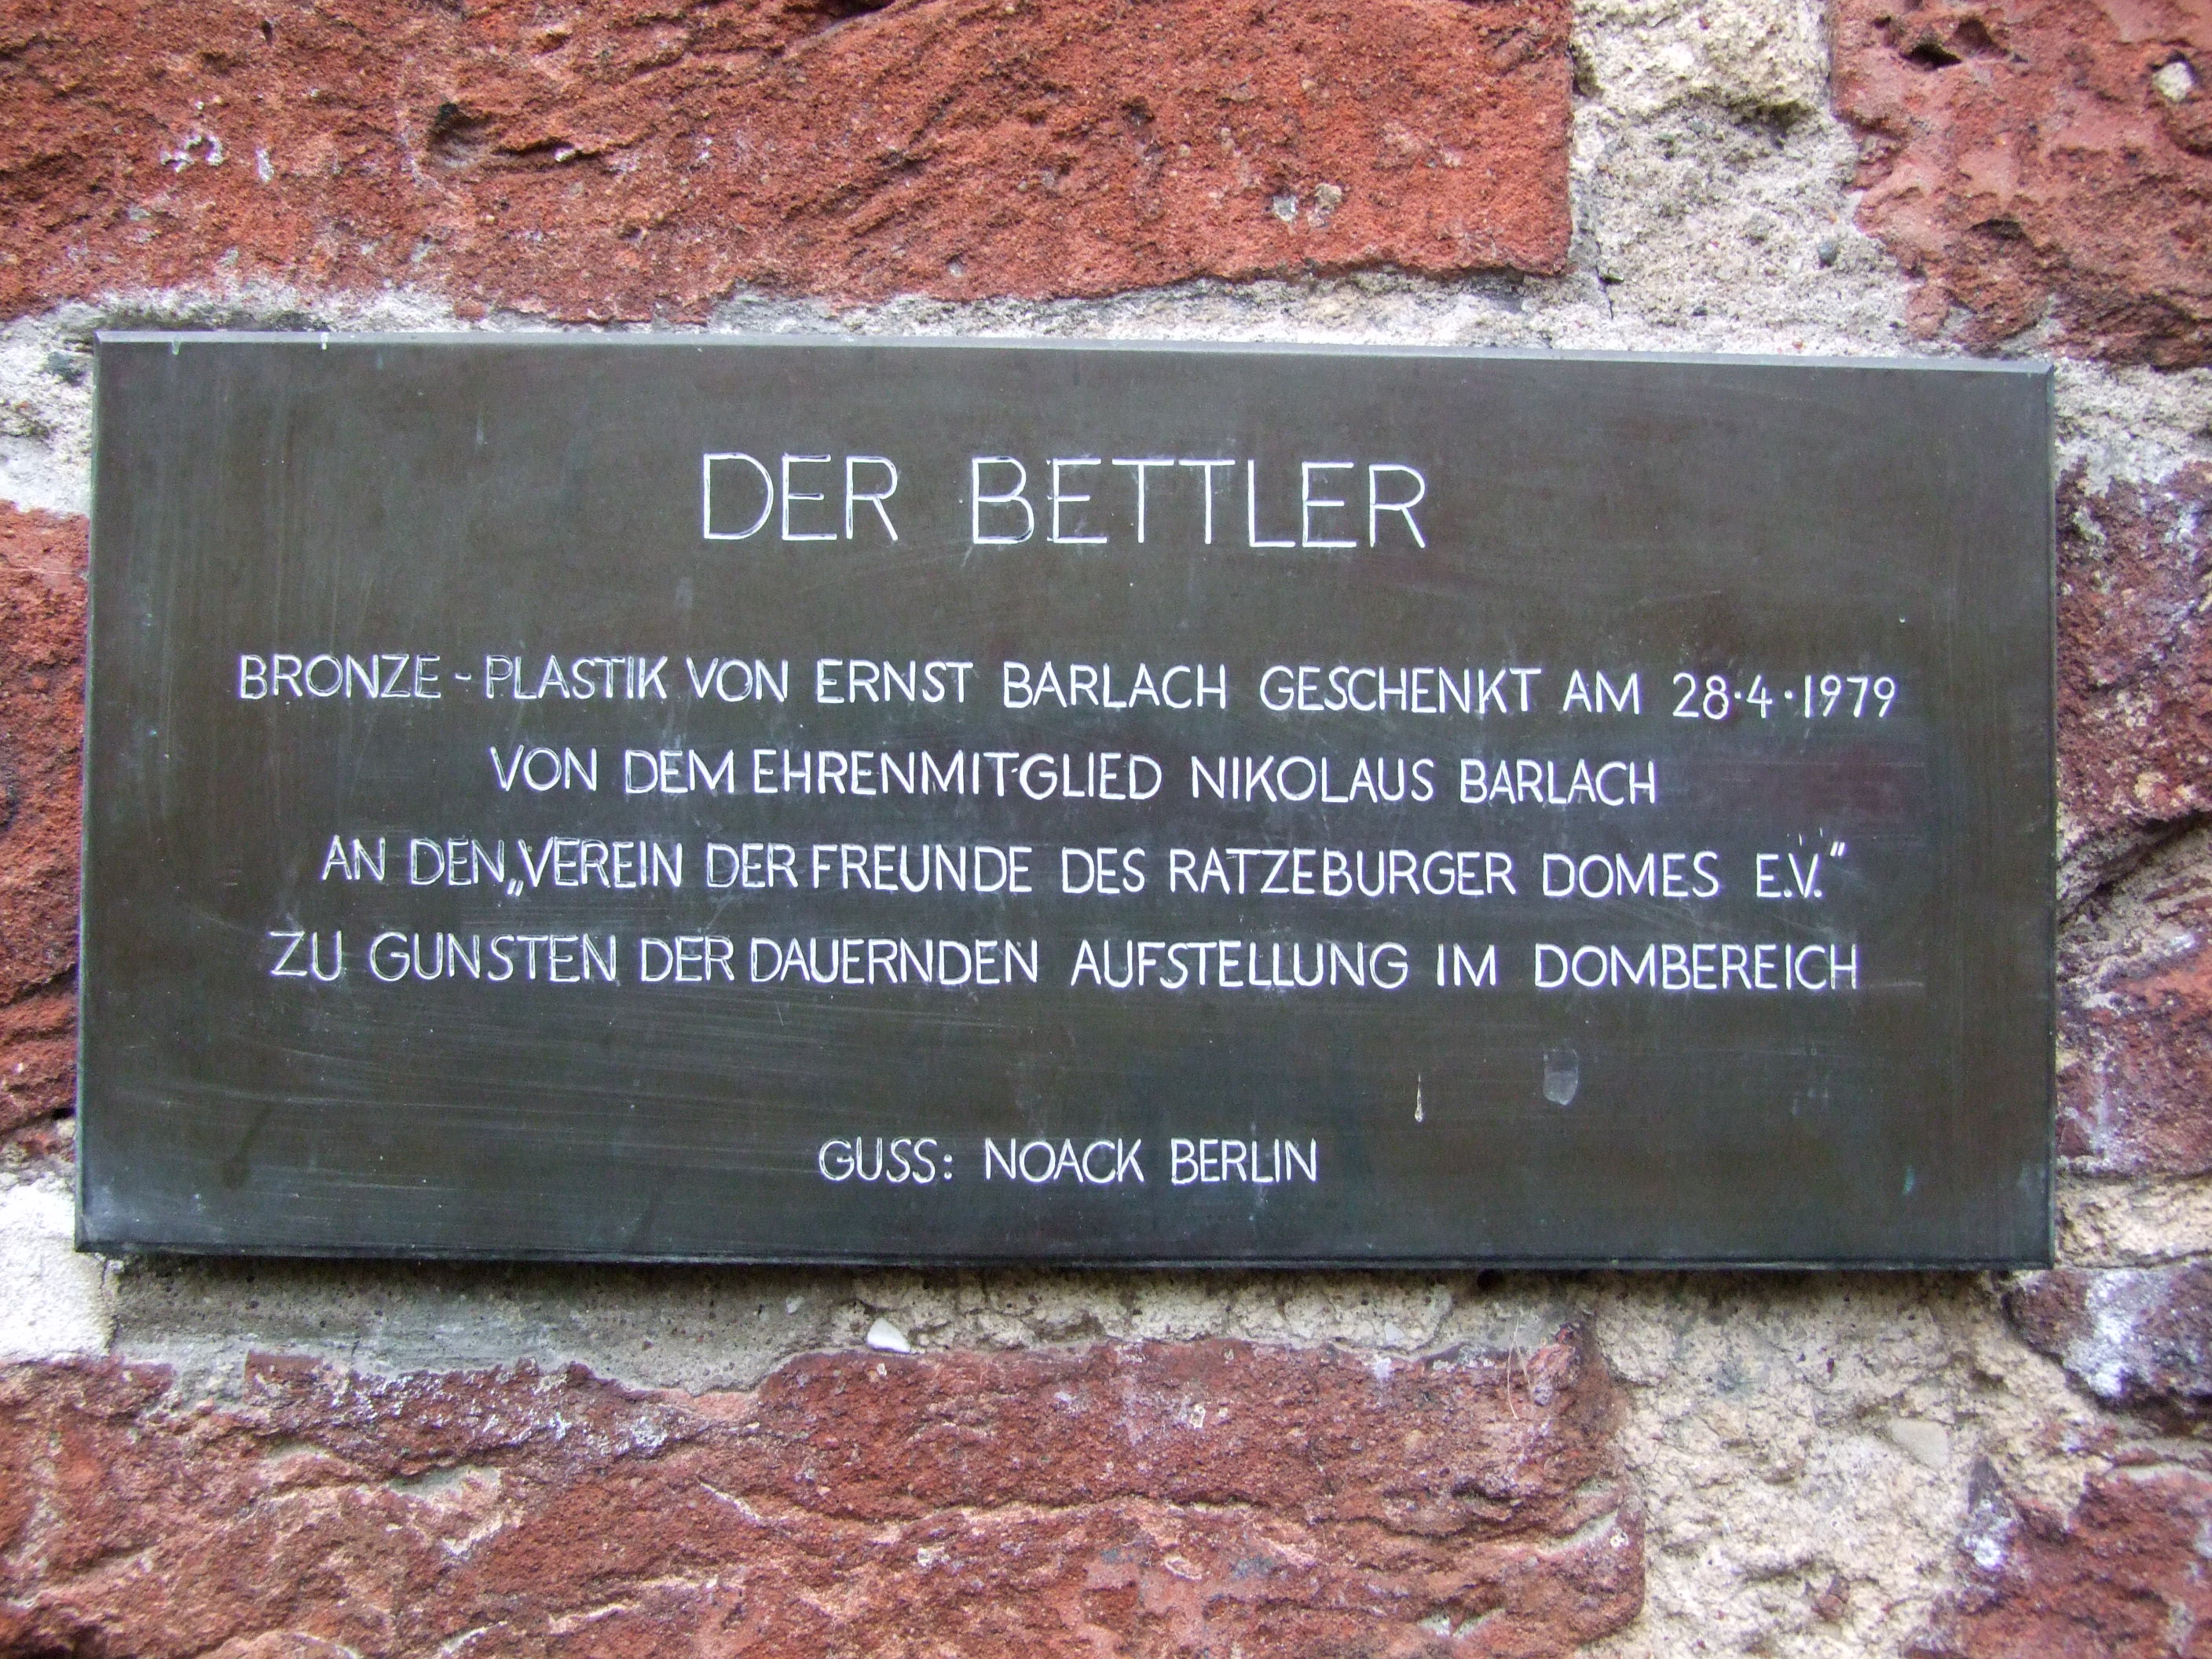 DER BETTLER
BRONZE-PLASTIK VON ERNST BARLACH GESCHENKT AM 28·4·1979
VON DEM EHRENMITGLIED NIKOLAUS BARLACH
AN DEN „VEREIN DER FREUNDE DES RATZEBURGER DOMES E.V."
ZU GUNSTEN DER DAUERNDEN AUFSTELLUNG IM DOMBEREICH
GUSS: NOACK BERLIN